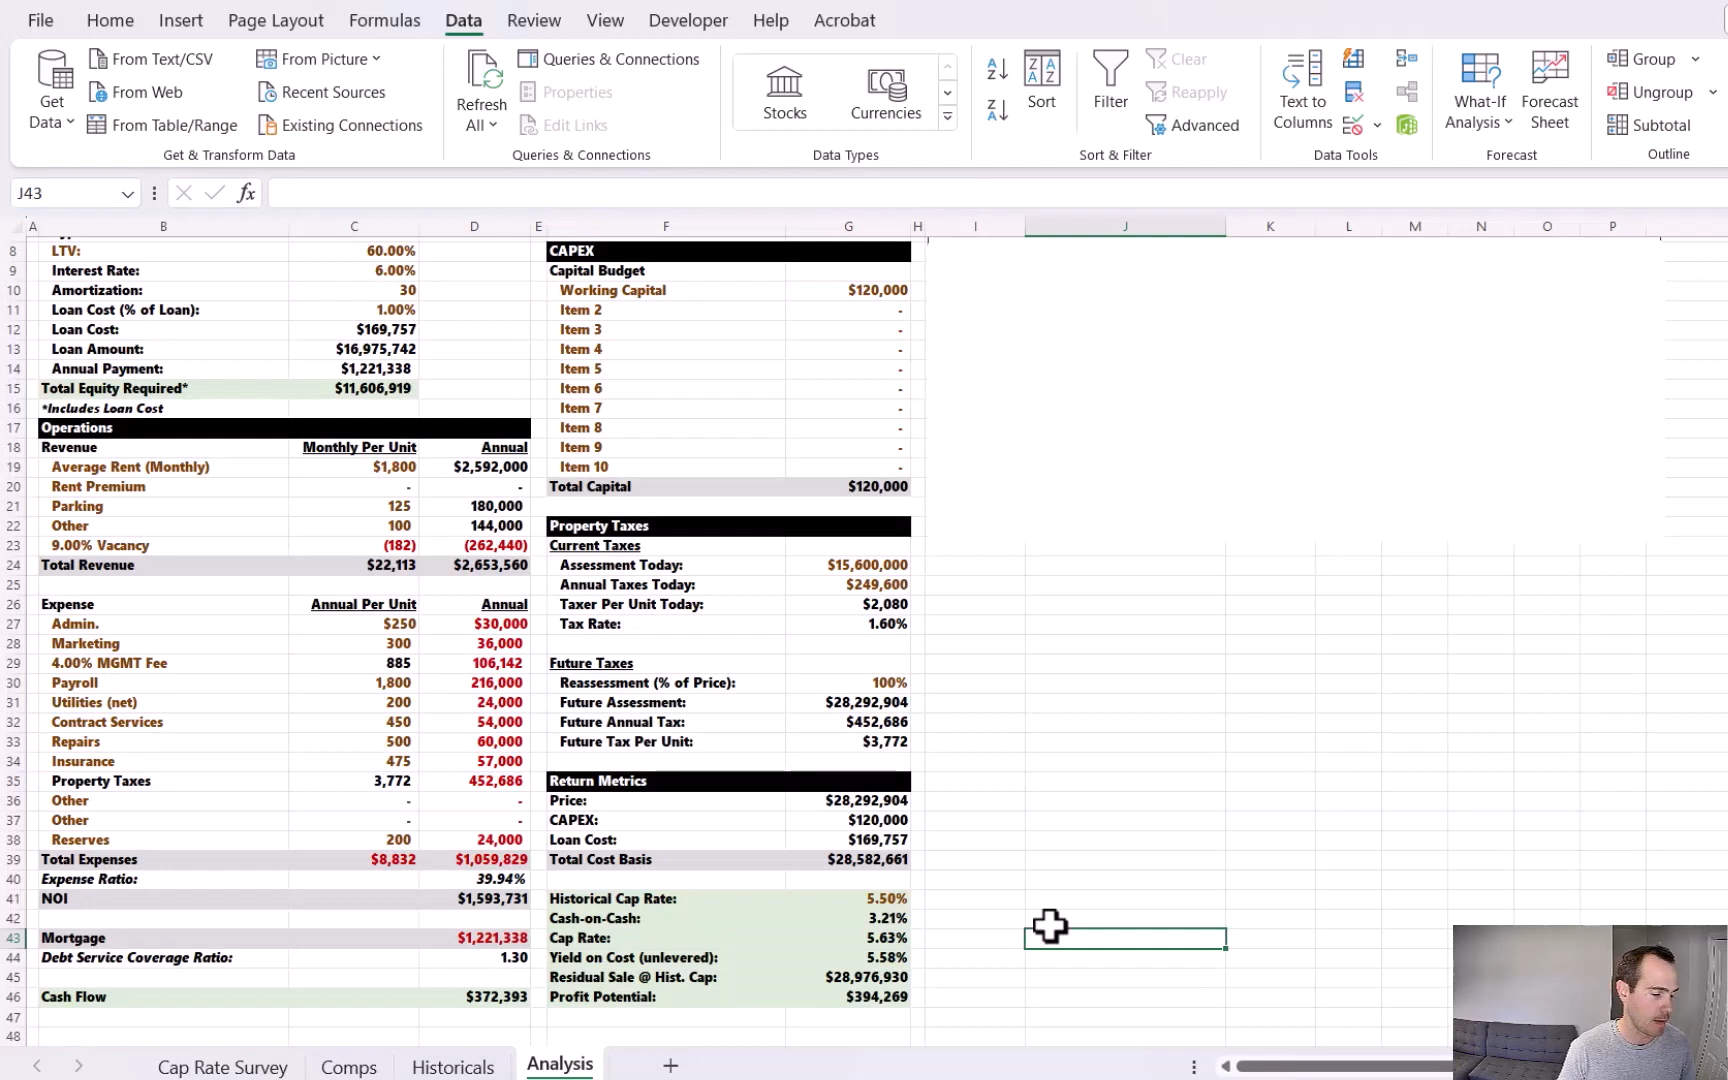 File Home Insert Page Layout Formulas Data Review View Developer Help Acrobat
Get Data
From Text/CSV
From Web
From Table/Range
From Picture
Recent Sources
Existing Connections
Get & Transform Data
Refresh All
Queries & Connections
Properties
Edit Links
Queries & Connections
Stocks
Currencies
Data Types
Sort
Filter
Clear
Reapply
Advanced
Sort & Filter
Text to Columns
Data Tools
What-If Analysis
Forecast Sheet
Forecast
Group
Ungroup
Subtotal
Outline
J43 fx
A B C D E F G H I J K L M N O P
8 LTV: 60.00% CAPEX
9 Interest Rate: 6.00% Capital Budget
10 Amortization: 30 Working Capital $120,000
11 Loan Cost (% of Loan): 1.00% Item 2 -
12 Loan Cost: $169,757 Item 3 -
13 Loan Amount: $16,975,742 Item 4 -
14 Annual Payment: $1,221,338 Item 5 -
15 Total Equity Required* $11,606,919 Item 6 -
16 *Includes Loan Cost Item 7 -
17 Operations Item 8 -
18 Revenue Monthly Per Unit Annual Item 9 -
19 Average Rent (Monthly) $1,800 $2,592,000 Item 10 -
20 Rent Premium - - Total Capital $120,000
21 Parking 125 180,000
22 Other 100 144,000 Property Taxes
23 9.00% Vacancy (182) (262,440) Current Taxes
24 Total Revenue $22,113 $2,653,560 Assessment Today: $15,600,000
25 Annual Taxes Today: $249,600
26 Expense Annual Per Unit Annual Taxer Per Unit Today: $2,080
27 Admin. $250 $30,000 Tax Rate: 1.60%
28 Marketing 300 36,000
29 4.00% MGMT Fee 885 106,142 Future Taxes
30 Payroll 1,800 216,000 Reassessment (% of Price): 100%
31 Utilities (net) 200 24,000 Future Assessment: $28,292,904
32 Contract Services 450 54,000 Future Annual Tax: $452,686
33 Repairs 500 60,000 Future Tax Per Unit: $3,772
34 Insurance 475 57,000
35 Property Taxes 3,772 452,686 Return Metrics
36 Other - - Price: $28,292,904
37 Other - - CAPEX: $120,000
38 Reserves 200 24,000 Loan Cost: $169,757
39 Total Expenses $8,832 $1,059,829 Total Cost Basis $28,582,661
40 Expense Ratio: 39.94%
41 NOI $1,593,731 Historical Cap Rate: 5.50%
42 Cash-on-Cash: 3.21%
43 Mortgage $1,221,338 Cap Rate: 5.63%
44 Debt Service Coverage Ratio: 1.30 Yield on Cost (unlevered): 5.58%
45 Residual Sale @ Hist. Cap: $28,976,930
46 Cash Flow $372,393 Profit Potential: $394,269
47
48
Cap Rate Survey Comps Historicals Analysis +